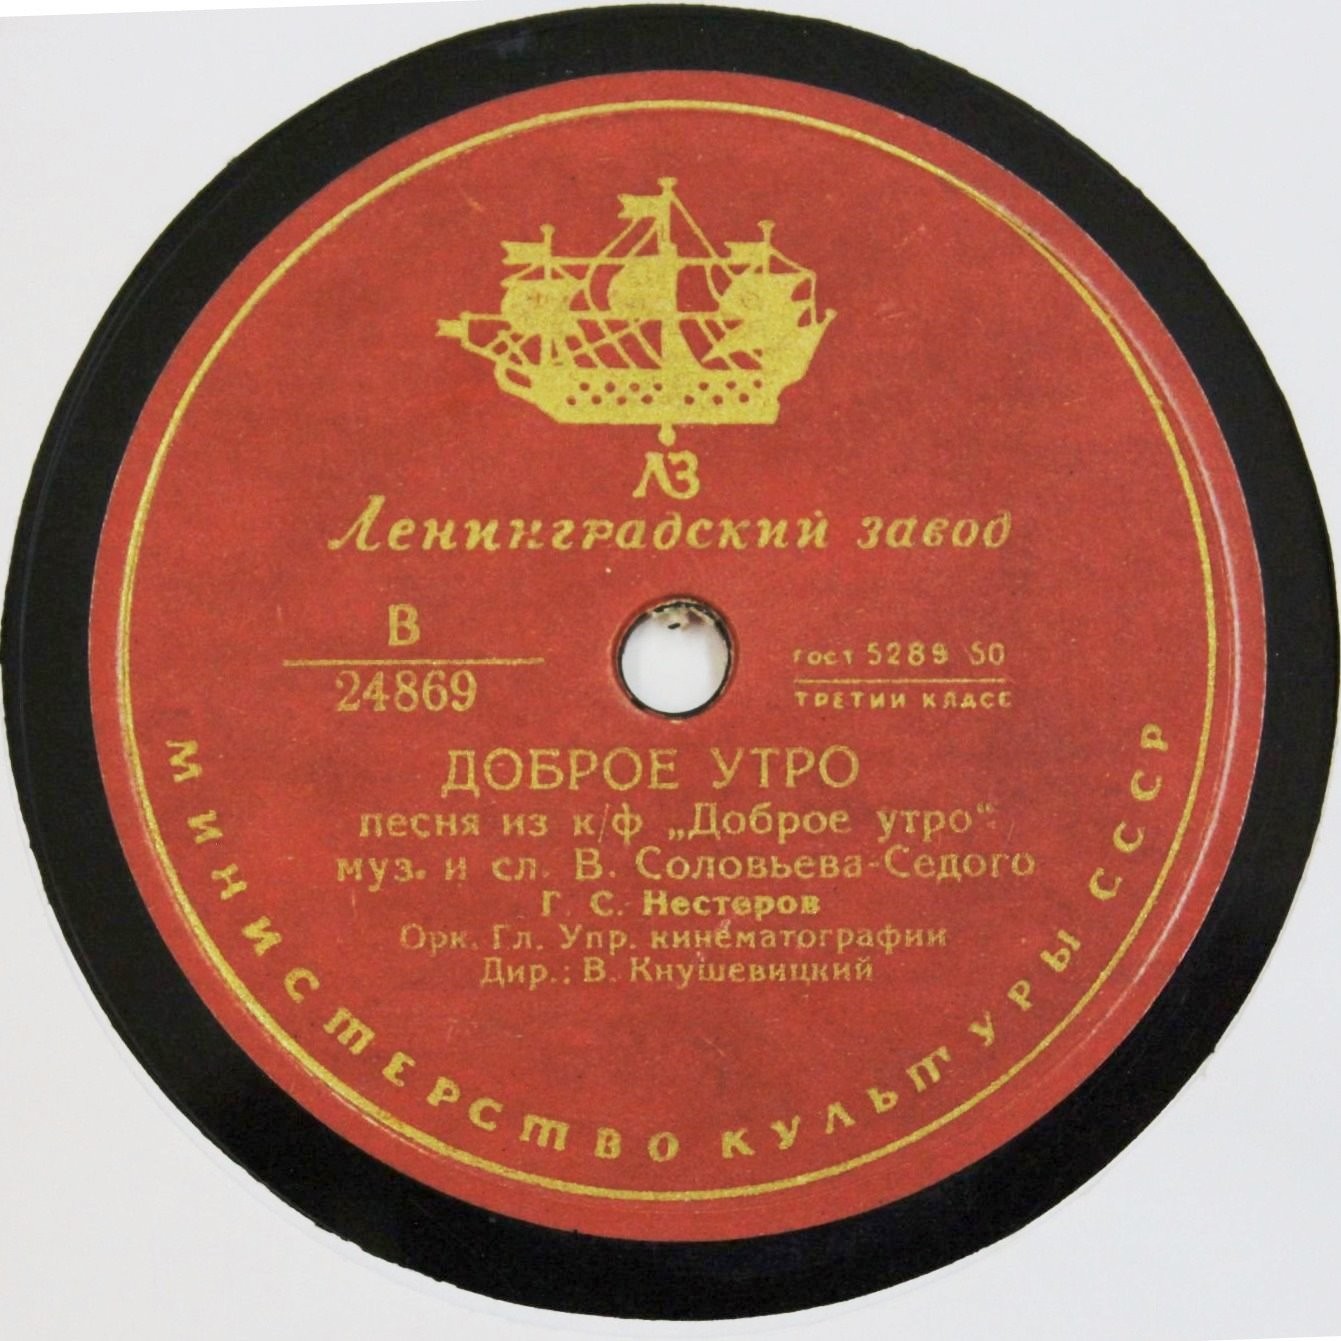 ЛЗ
Ленинградский завод
В
24869
ГОСТ 5289 50
ТРЕТИЙ КЛАСС
ДОБРОЕ УТРО
песня из к/ф „Доброе утро“
муз. и сл. В. Соловьева-Седого
Г. С. Нестеров
Орк. Гл. Упр. кинематографии
Дир.: В. Кнушевицкий
МИНИСТЕРСТВО КУЛЬТУРЫ СССР